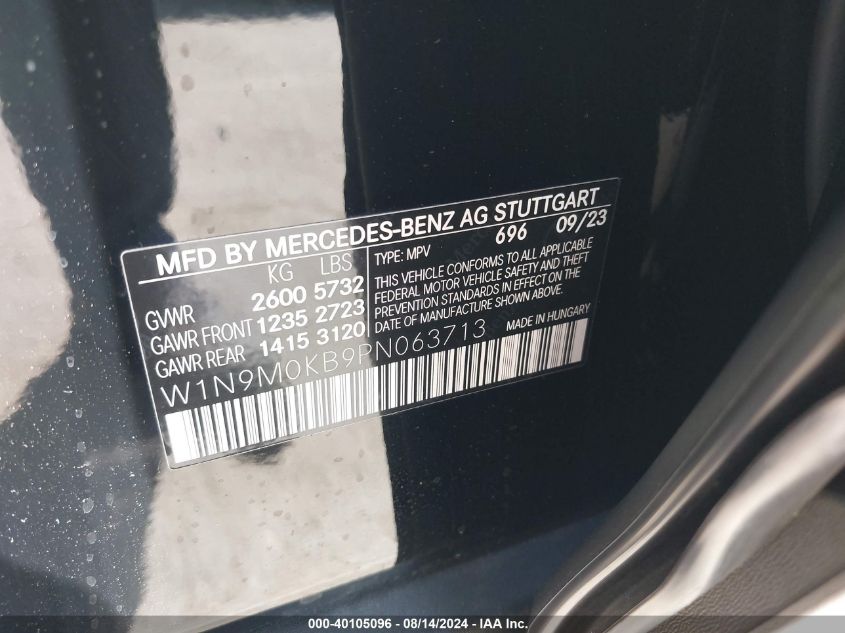 MFD BY MERCEDES-BENZ AG STUTTGART
KG LBS
GVWR 2600 5732
GAWR FRONT 1235 2723
GAWR REAR 1415 3120
TYPE: MPV 696 09/23
THIS VEHICLE CONFORMS TO ALL APPLICABLE
FEDERAL MOTOR VEHICLE SAFETY AND THEFT
PREVENTION STANDARDS IN EFFECT ON THE
DATE OF MANUFACTURE SHOWN ABOVE.
W1N9M0KB9PN063713 MADE IN HUNGARY
000-40105096 - 08/14/2024 - IAA Inc.